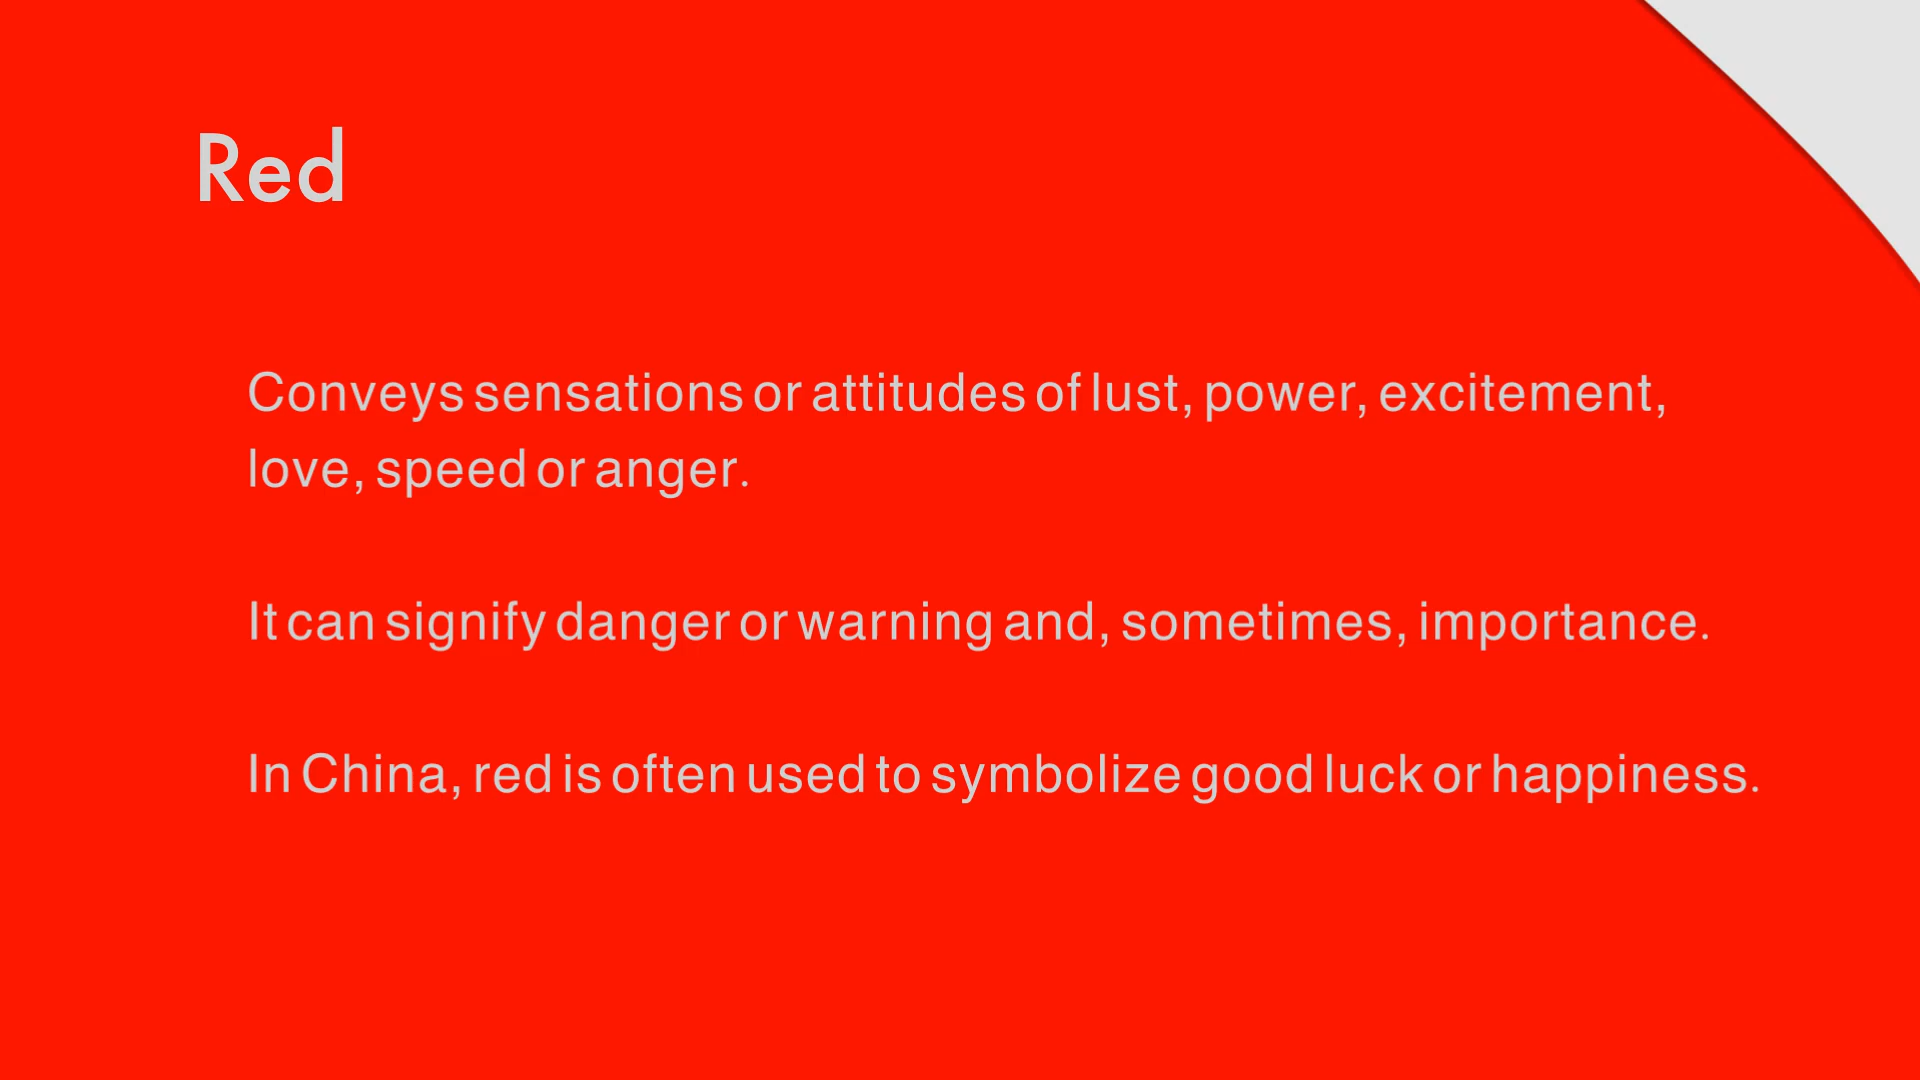 Red
Conveys sensations or attitudes of lust, power, excitement,
love, speed or anger.
It can signify danger or warning and, sometimes, importance.
In China, red is often used to symbolize good luck or happiness.